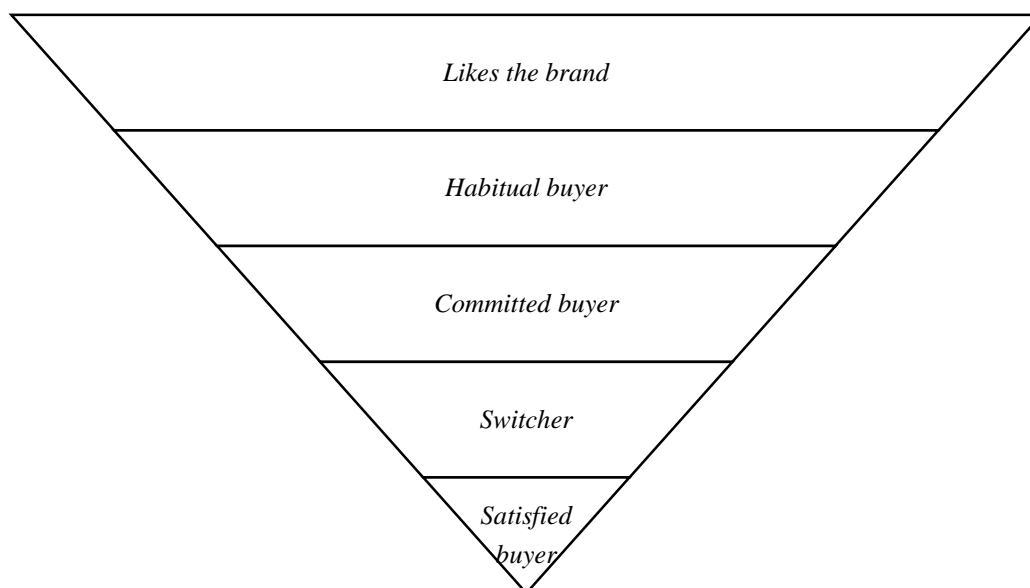 Likes the brand
Habitual buyer
Committed buyer
Switcher
Satisfied
buyer